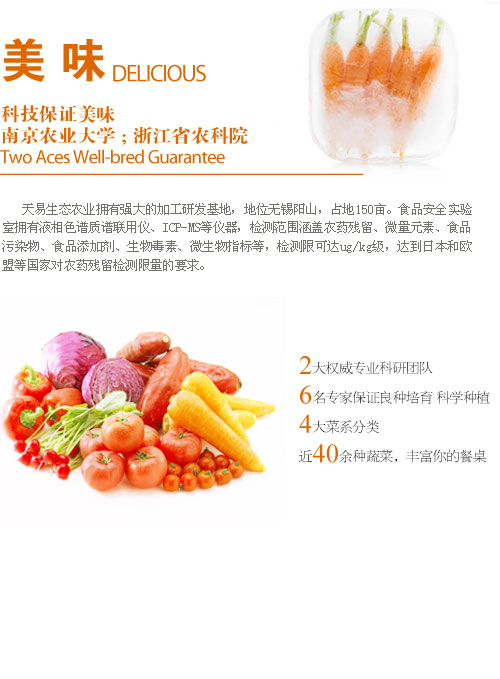 美味 DELICIOUS
科技保证美味
南京农业大学；浙江省农科院
Two Aces Well-bred Guarantee
天易生态农业拥有强大的加工研发基地，地位无锡阳山，占地150亩。食品安全实验
室拥有液相色谱质谱联用仪、ICP-MS等仪器，检测范围涵盖农药残留、微量元素、食品
污染物、食品添加剂、生物毒素、微生物指标等，检测限可达ug/kg级，达到日本和欧
盟等国家对农药残留检测限量的要求。
2大权威专业科研团队
6名专家保证良种培育 科学种植
4大菜系分类
近40余种蔬菜，丰富你的餐桌